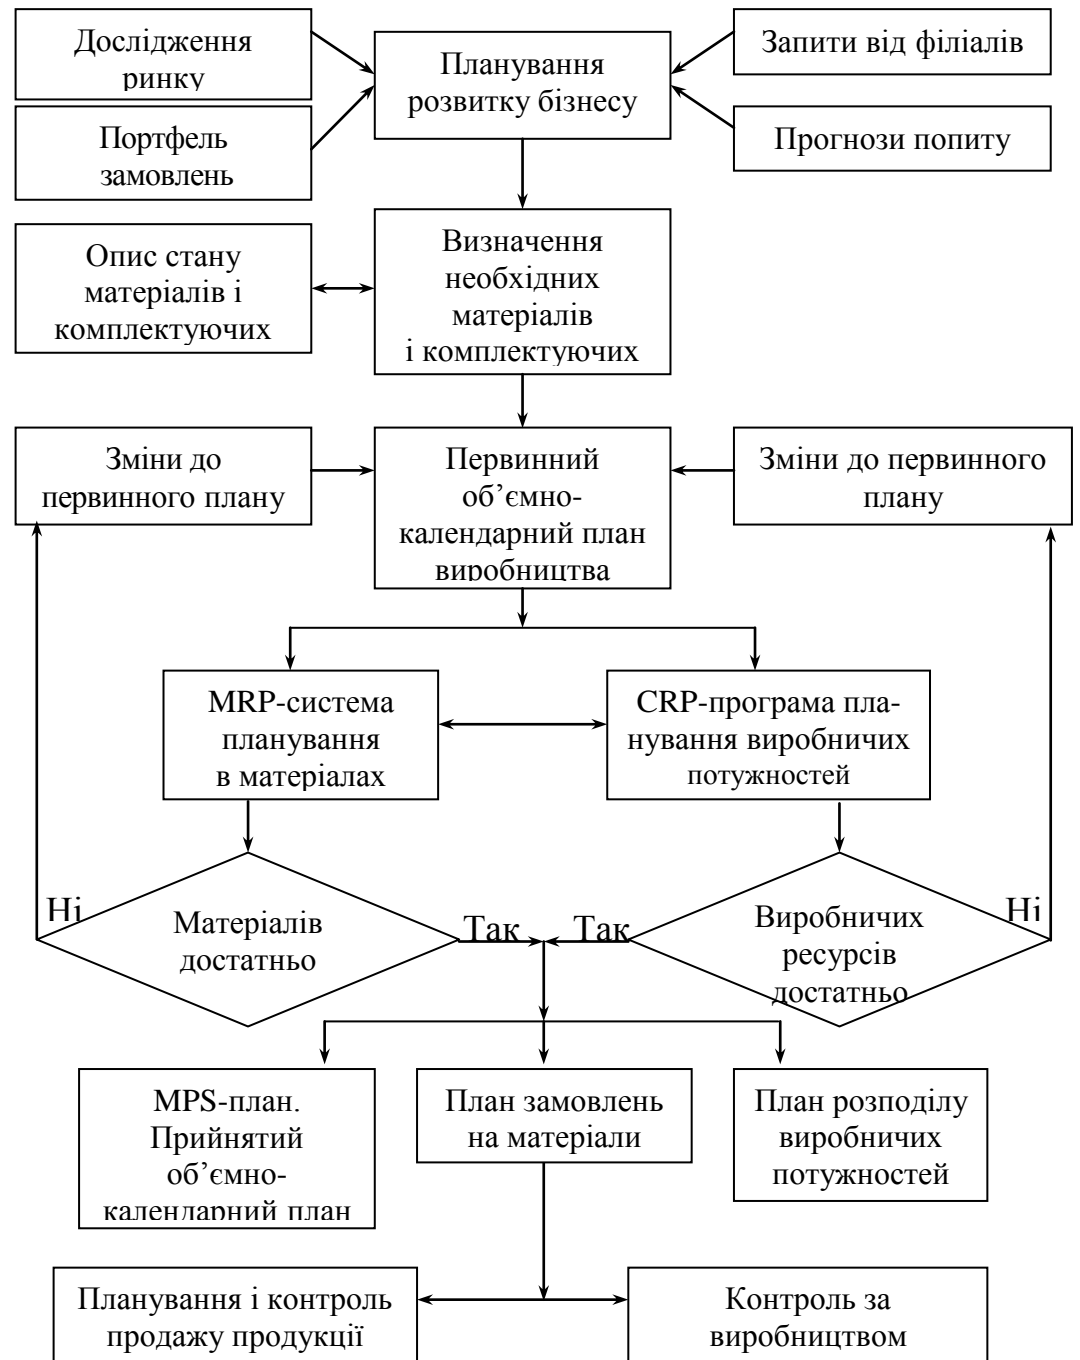 Дослідження
ринку
Планування
розвитку бізнесу
Запити від філіалів
Портфель
замовлень
Прогнози попиту
Опис стану
матеріалів і
комплектуючих
Визначення
необхідних
матеріалів
і комплектуючих
Зміни до
первинного плану
Первинний
об’ємно-
календарний план
виробництва
Зміни до первинного
плану
MRP-система
планування
в матеріалах
CRP-програма пла-
нування виробничих
потужностей
Ні
Матеріалів
достатньо
Так
Так
Виробничих
ресурсів
достатньо
Ні
MPS-план.
Прийнятий
об’ємно-
календарний план
План замовлень
на матеріали
План розподілу
виробничих
потужностей
Планування і контроль
продажу продукції
Контроль за
виробництвом